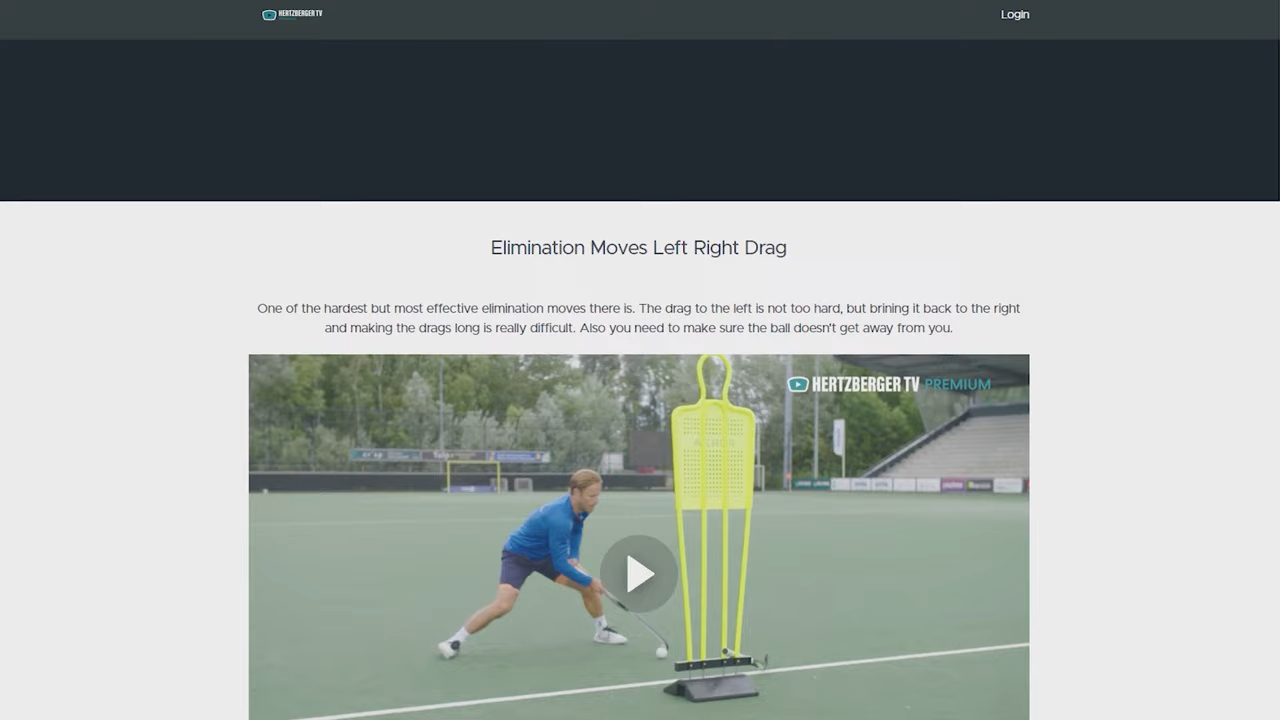 HERTZBERGER TV
Login
Elimination Moves Left Right Drag
One of the hardest but most effective elimination moves there is. The drag to the left is not too hard, but brining it back to the right
and making the drags long is really difficult. Also you need to make sure the ball doesn't get away from you.
HERTZBERGER TV PREMIUM